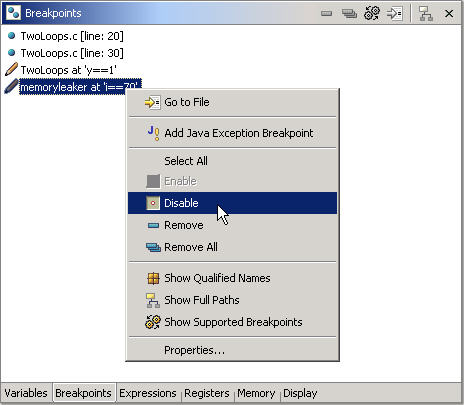 Breakpoints
TwoLoops.c [line: 20]
TwoLoops.c [line: 30]
TwoLoops at 'y==1'
memoryleaker at 'i==70'
Go to File
Add Java Exception Breakpoint
Select All
Enable
Disable
Remove
Remove All
Show Qualified Names
Show Full Paths
Show Supported Breakpoints
Properties...
Variables Breakpoints Expressions Registers Memory Display